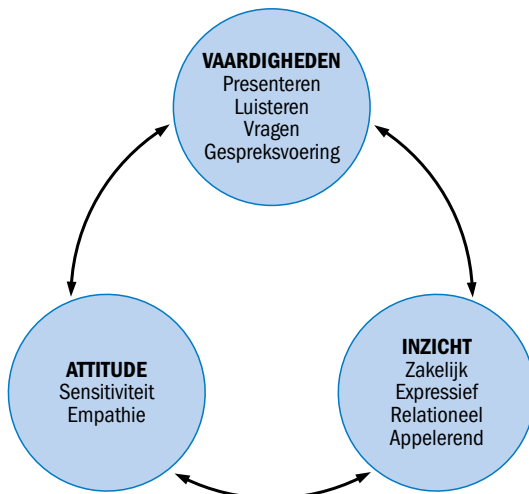 VAARDIGHEDEN
Presenteren
Luisteren
Vragen
Gespreksvoering
ATTITUDE
Sensitiviteit
Empathie
INZICHT
Zakelijk
Expressief
Relationeel
Appelerend